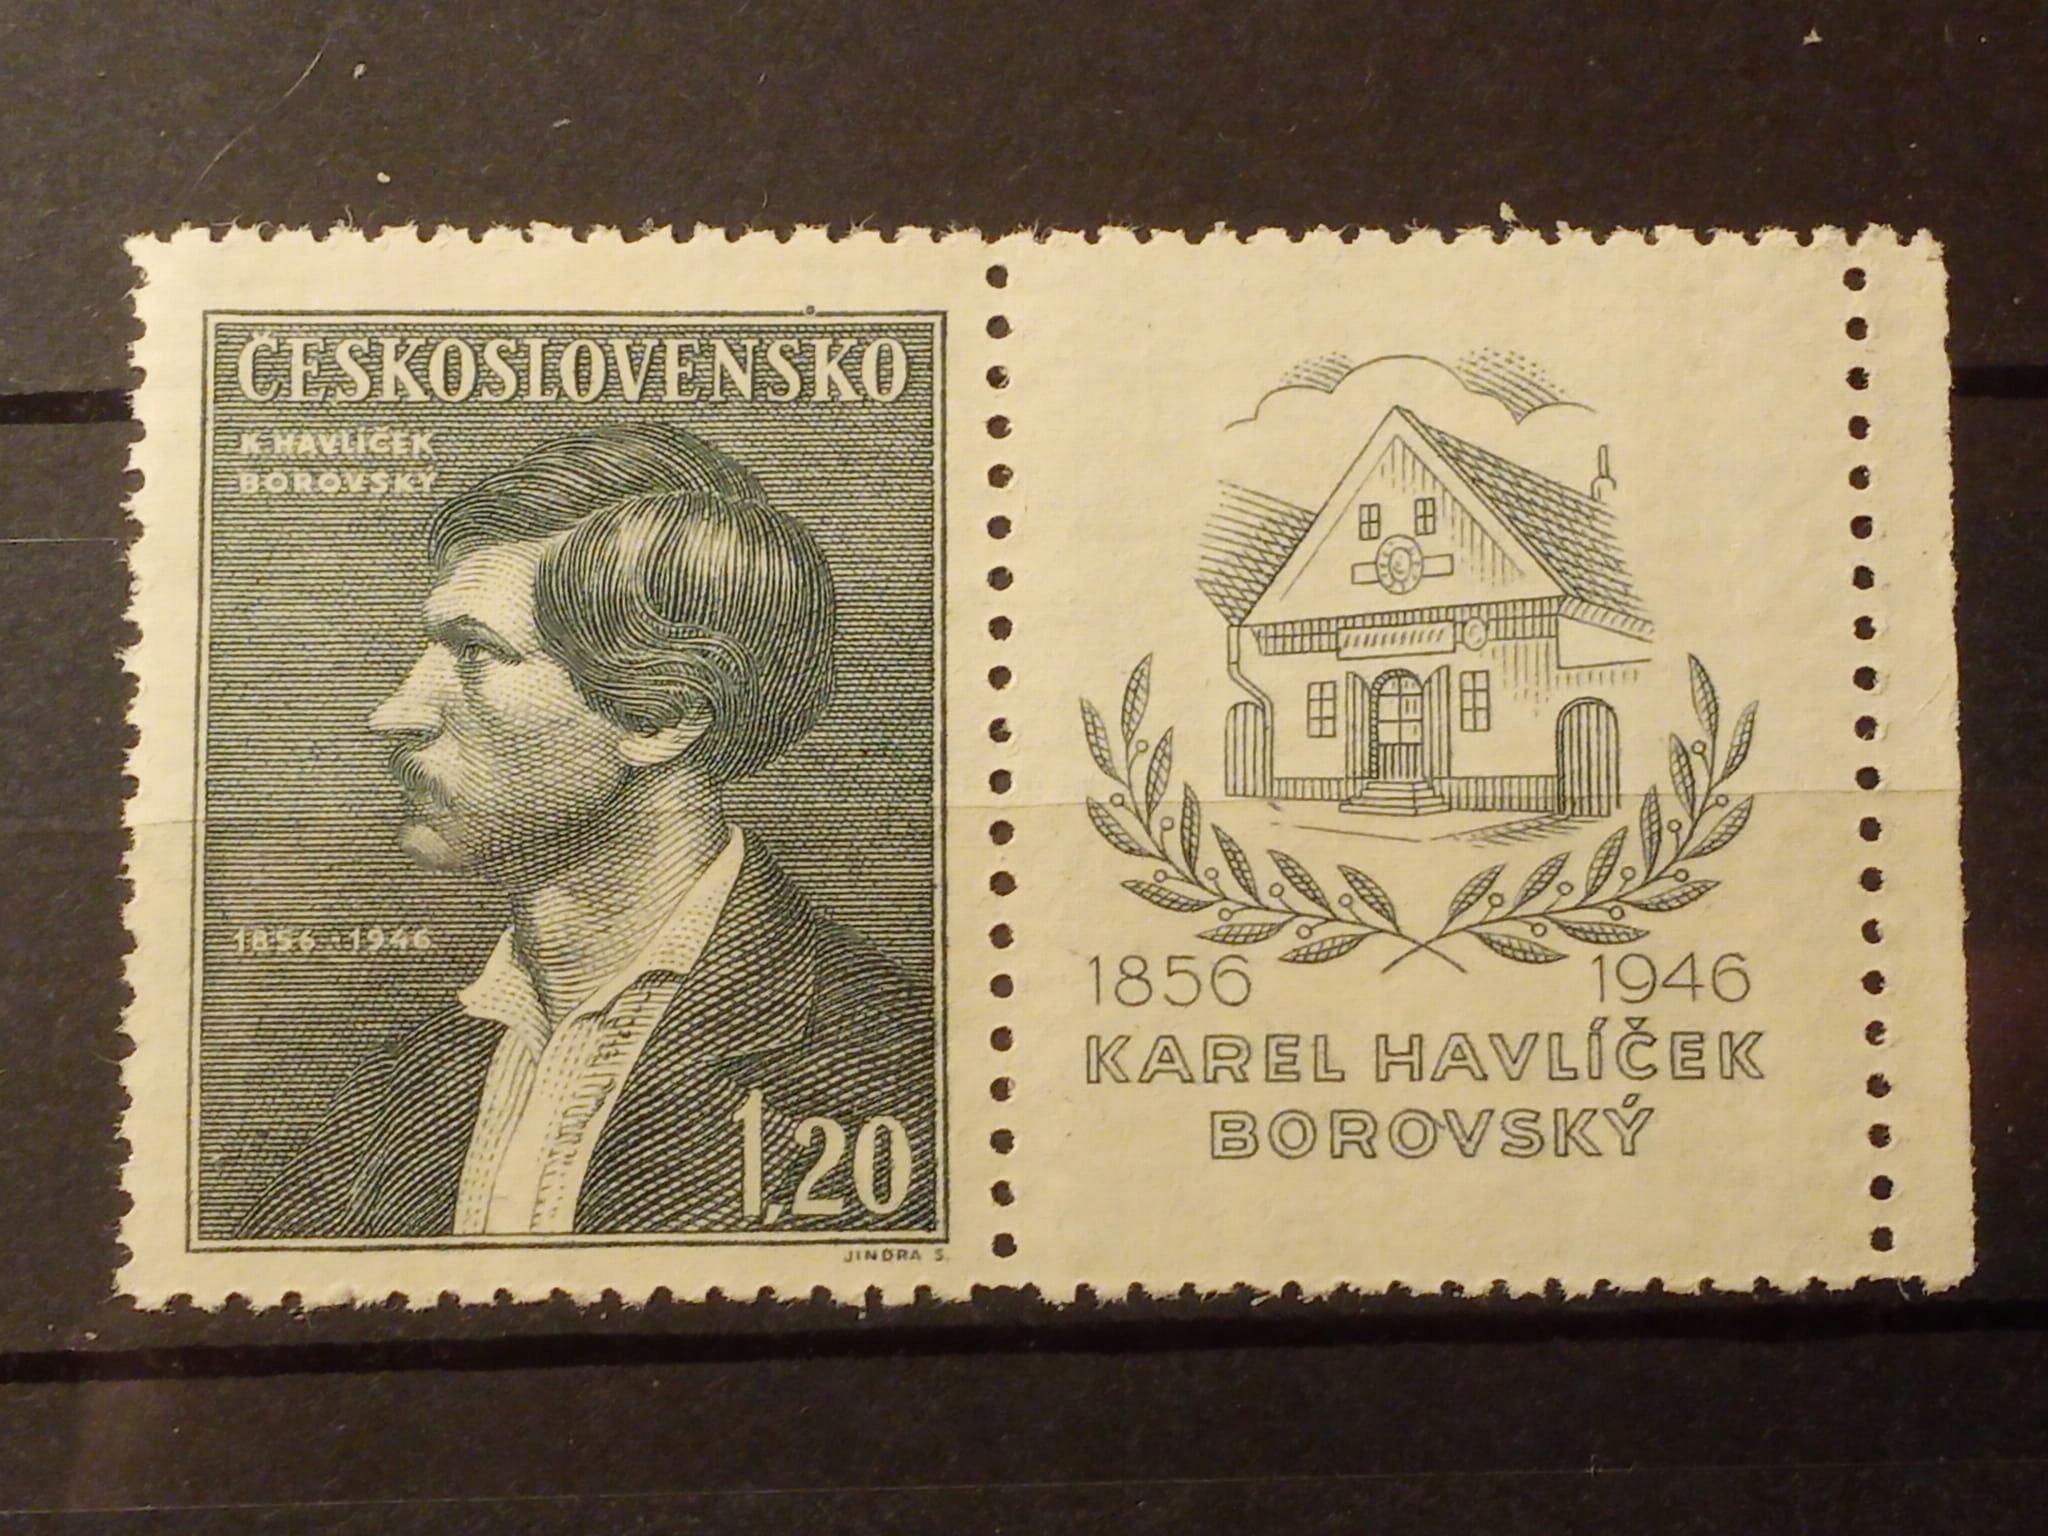 ČESKOSLOVENSKO
K HAVLÍČEK
BOROVSKÝ
1856 - 1946
1,20
JINDRA S.
1856 1946
KAREL HAVLÍČEK
BOROVSKÝ